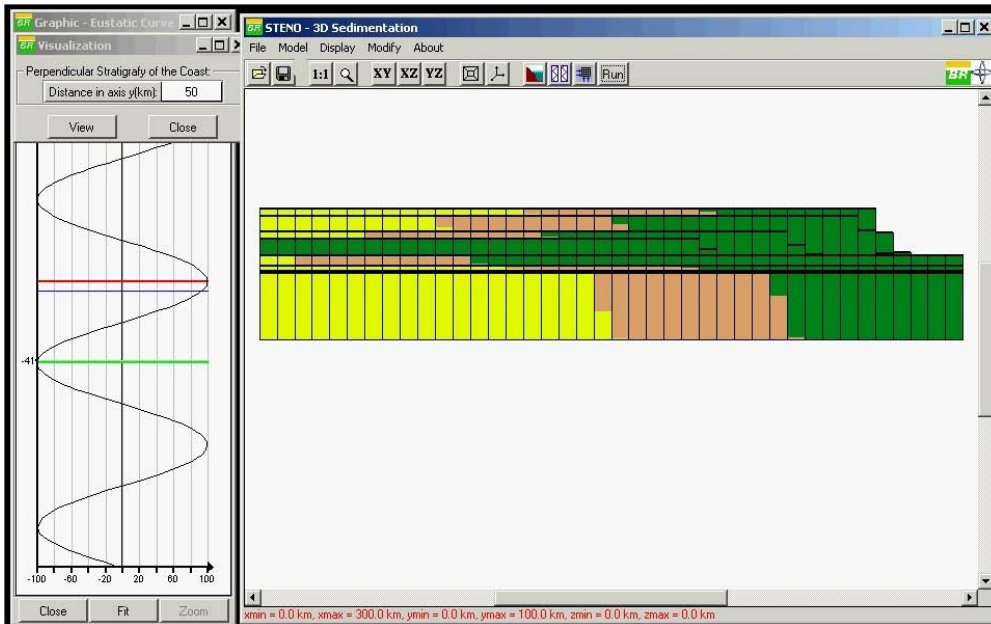 BR Graphic - Eustatic Curve
BR Visualization
Perpendicular Stratigrafy of the Coast:
Distance in axis y(km): 50
View Close
-41
-100 -60 -20 20 60 100
Close Fit Zoom
BR STENO - 3D Sedimentation
File Model Display Modify About
1:1 XY XZ YZ Run
BR
xmin = 0.0 km, xmax = 300.0 km, ymin = 0.0 km, ymax = 100.0 km, zmin = 0.0 km, zmax = 0.0 km